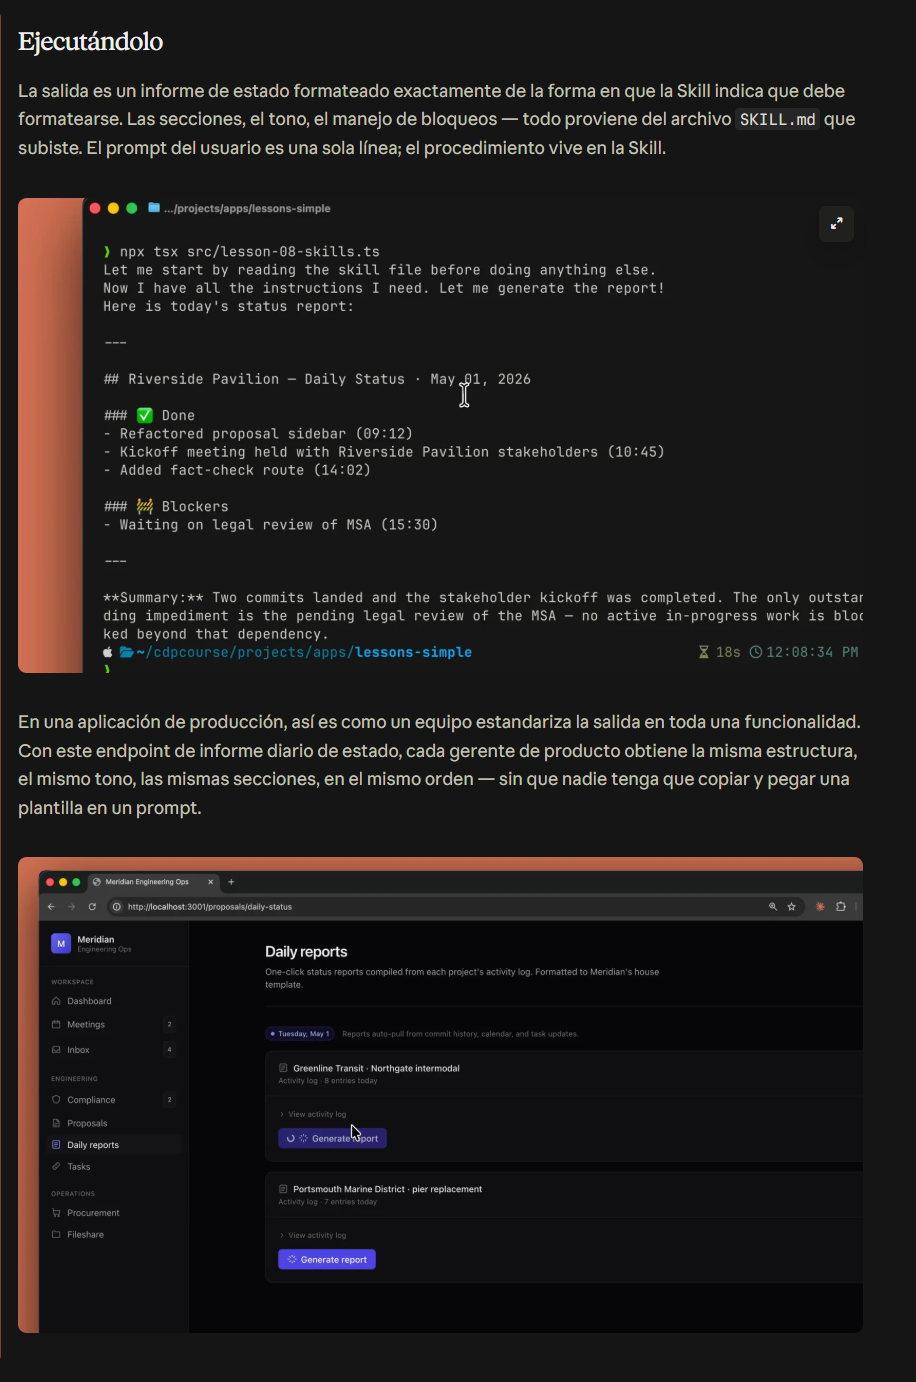 Ejecutándolo
La salida es un informe de estado formateado exactamente de la forma en que la Skill indica que debe
formatearse. Las secciones, el tono, el manejo de bloqueos — todo proviene del archivo SKILL.md que
subiste. El prompt del usuario es una sola línea; el procedimiento vive en la Skill.
.../projects/apps/lessons-simple
❯ npx tsx src/lesson-08-skills.ts
Let me start by reading the skill file before doing anything else.
Now I have all the instructions I need. Let me generate the report!
Here is today's status report:
---
## Riverside Pavilion — Daily Status · May 01, 2026
### ✅ Done
- Refactored proposal sidebar (09:12)
- Kickoff meeting held with Riverside Pavilion stakeholders (10:45)
- Added fact-check route (14:02)
### 🚧 Blockers
- Waiting on legal review of MSA (15:30)
---
**Summary:** Two commits landed and the stakeholder kickoff was completed. The only outstan
ding impediment is the pending legal review of the MSA — no active in-progress work is bloc
ked beyond that dependency.
~/cdpcourse/projects/apps/lessons-simple 18s 12:08:34 PM
❯
En una aplicación de producción, así es como un equipo estandariza la salida en toda una funcionalidad.
Con este endpoint de informe diario de estado, cada gerente de producto obtiene la misma estructura,
el mismo tono, las mismas secciones, en el mismo orden — sin que nadie tenga que copiar y pegar una
plantilla en un prompt.
Meridian Engineering Ops × +
http://localhost:3001/proposals/daily-status
M Meridian
Engineering Ops
WORKSPACE
Dashboard
Meetings 2
Inbox 4
ENGINEERING
Compliance 2
Proposals
Daily reports
Tasks
OPERATIONS
Procurement
Fileshare
Daily reports
One-click status reports compiled from each project's activity log. Formatted to Meridian's house
template.
Tuesday, May 1 Reports auto-pull from commit history, calendar, and task updates.
Greenline Transit · Northgate intermodal
Activity log · 8 entries today
› View activity log
Generate report
Portsmouth Marine District · pier replacement
Activity log · 7 entries today
› View activity log
Generate report